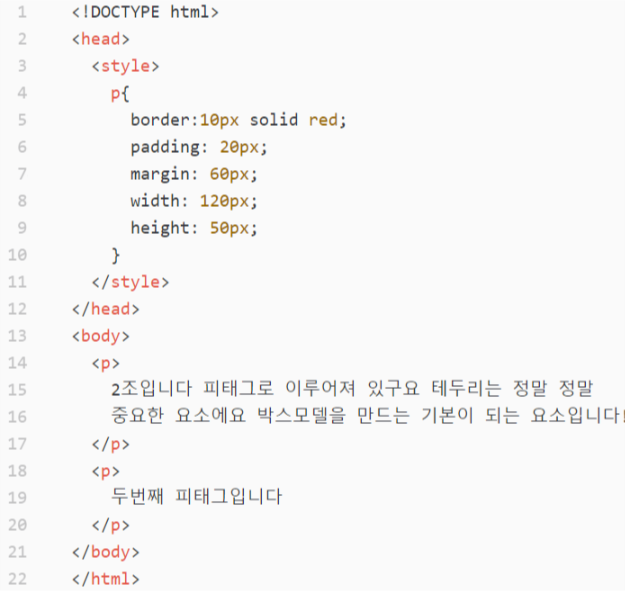 1 <!DOCTYPE html>
2 <head>
3 <style>
4 p{
5 border:10px solid red;
6 padding: 20px;
7 margin: 60px;
8 width: 120px;
9 height: 50px;
10 }
11 </style>
12 </head>
13 <body>
14 <p>
15 2조입니다 피태그로 이루어져 있구요 테두리는 정말 정말
16 중요한 요소에요 박스모델을 만드는 기본이 되는 요소입니다!
17 </p>
18 <p>
19 두번째 피태그입니다
20 </p>
21 </body>
22 </html>